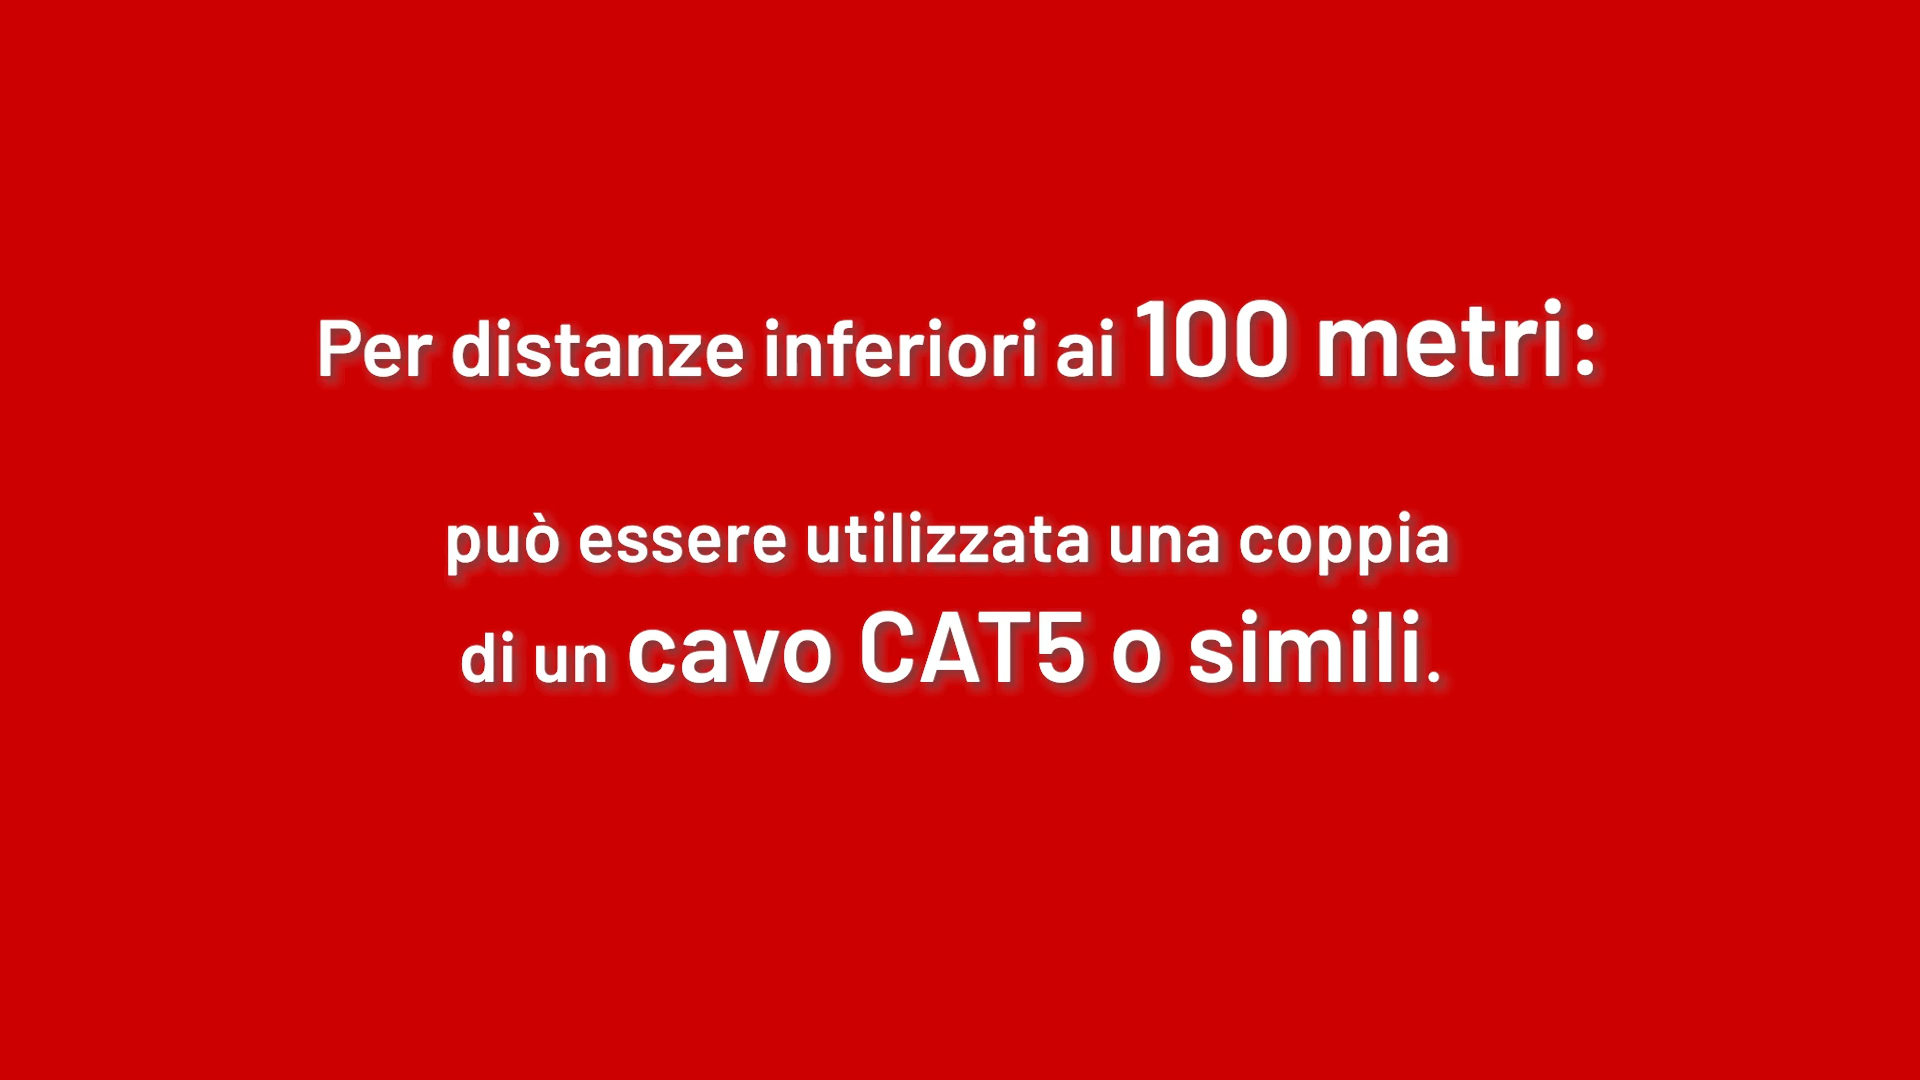 Per distanze inferiori ai 100 metri:
può essere utilizzata una coppia
di un cavo CAT5 o simili.